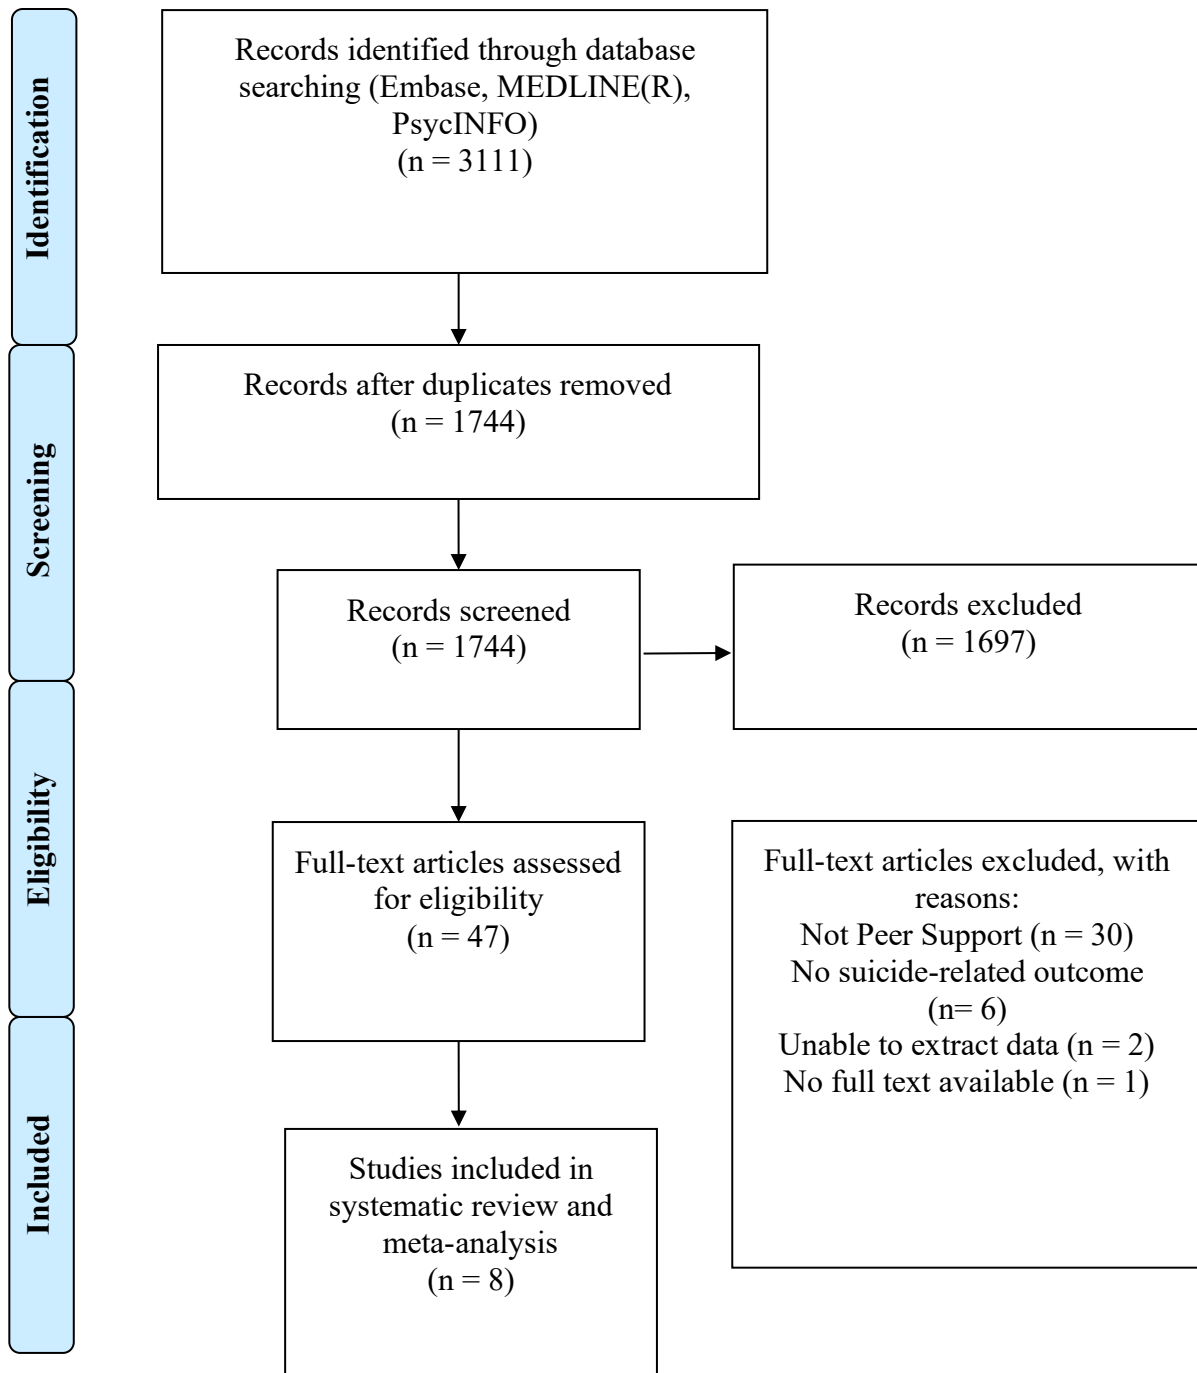 Identification
Records identified through database
searching (Embase, MEDLINE(R),
PsycINFO)
(n = 3111)
Screening
Records after duplicates removed
(n = 1744)
Records screened
(n = 1744)
Records excluded
(n = 1697)
Eligibility
Full-text articles assessed
for eligibility
(n = 47)
Full-text articles excluded, with
reasons:
Not Peer Support (n = 30)
No suicide-related outcome
(n= 6)
Unable to extract data (n = 2)
No full text available (n = 1)
Included
Studies included in
systematic review and
meta-analysis
(n = 8)